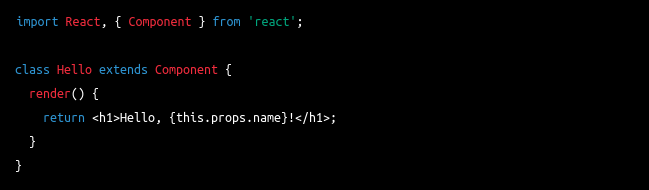 import React, { Component } from 'react';

class Hello extends Component {
  render() {
    return <h1>Hello, {this.props.name}!</h1>;
  }
}